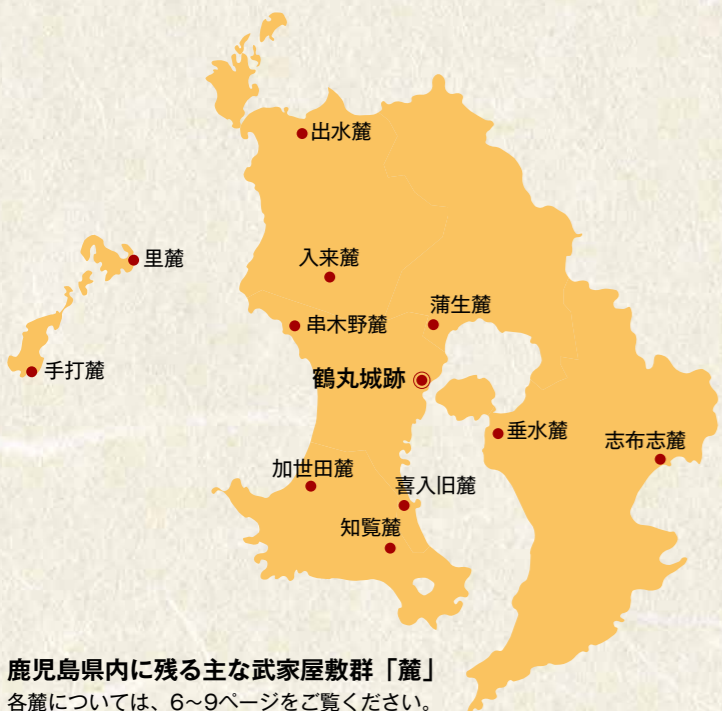 出水麓
里麓
入来麓
蒲生麓
串木野麓
手打麓
鶴丸城跡
垂水麓
志布志麓
加世田麓
喜入旧麓
知覧麓
鹿児島県内に残る主な武家屋敷群「麓」
各麓については、6〜9ページをご覧ください。